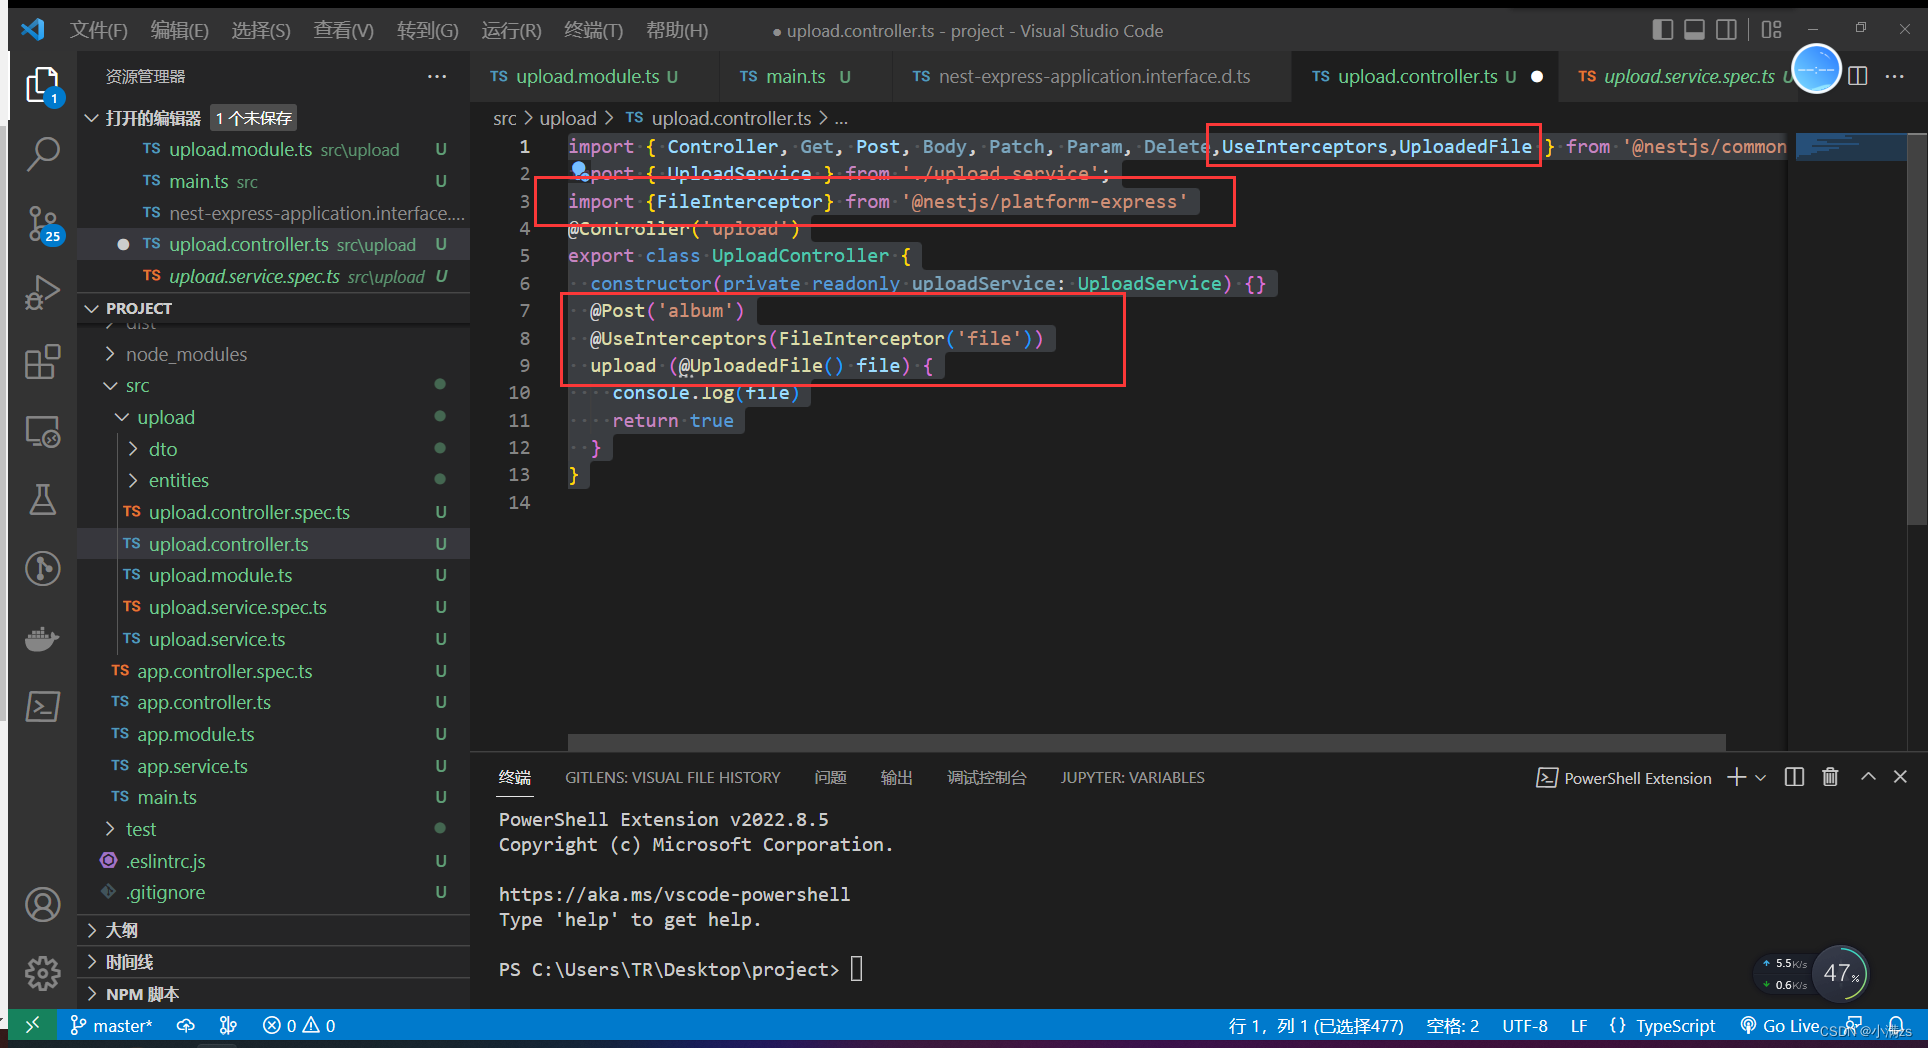 文件(F) 编辑(E) 选择(S) 查看(V) 转到(G) 运行(R) 终端(T) 帮助(H) ● upload.controller.ts - project - Visual Studio Code
资源管理器 ···
TS upload.module.ts U TS main.ts U TS nest-express-application.interface.d.ts TS upload.controller.ts U TS upload.service.spec.ts U ···
1
src > upload > TS upload.controller.ts > ...
打开的编辑器 1 个未保存
TS upload.module.ts src\upload U
TS main.ts src U
TS nest-express-application.interface....
TS upload.controller.ts src\upload U
TS upload.service.spec.ts src\upload U
25
PROJECT
dist
node_modules
src
upload
dto
entities
TS upload.controller.spec.ts U
TS upload.controller.ts U
TS upload.module.ts U
TS upload.service.spec.ts U
TS upload.service.ts U
TS app.controller.spec.ts U
TS app.controller.ts U
TS app.module.ts U
TS app.service.ts U
TS main.ts U
test
.eslintrc.js U
.gitignore U
大纲
时间线
NPM 脚本
1 import { Controller, Get, Post, Body, Patch, Param, Delete,UseInterceptors,UploadedFile } from '@nestjs/common
2 import { UploadService } from './upload.service';
3 import {FileInterceptor} from '@nestjs/platform-express'
4 @Controller('upload')
5 export class UploadController {
6 constructor(private readonly uploadService: UploadService) {}
7 @Post('album')
8 @UseInterceptors(FileInterceptor('file'))
9 upload (@UploadedFile() file) {
10 console.log(file)
11 return true
12 }
13 }
14
终端 GITLENS: VISUAL FILE HISTORY 问题 输出 调试控制台 JUPYTER: VARIABLES PowerShell Extension
PowerShell Extension v2022.8.5
Copyright (c) Microsoft Corporation.
https://aka.ms/vscode-powershell
Type 'help' to get help.
PS C:\Users\TR\Desktop\project>
5.5K/s
0.6K/s
47%
master* 0 0 行 1，列 1 (已选择477) 空格: 2 UTF-8 LF {} TypeScript Go Live
CSDN @小满zs